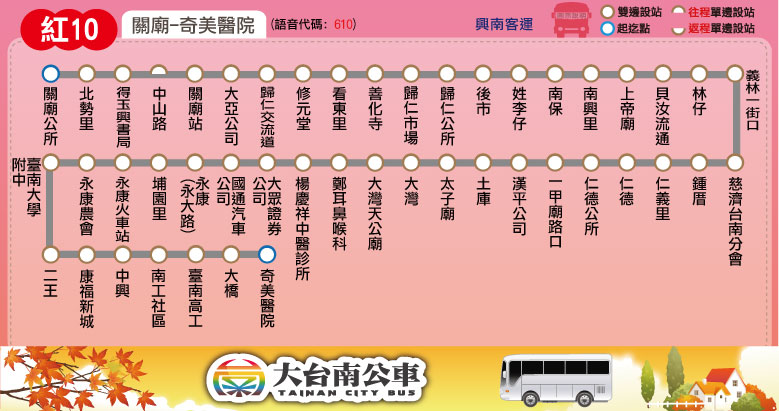 紅10
關廟-奇美醫院
(語音代碼: 610)
興南客運
雙邊設站
起迄點
往程單邊設站
返程單邊設站
關廟公所
北勢里
得玉興書局
中山路
關廟站
大亞公司
歸仁交流道
修元堂
看東里
善化寺
歸仁市場
歸仁公所
後市
姓李仔
南保
南興里
上帝廟
貝汝流通
林仔
義林一街口
慈濟台南分會
鍾厝
仁義里
仁德
仁德公所
一甲廟路口
漢平公司
土庫
太子廟
大灣
大灣天公廟
鄭耳鼻喉科
楊慶祥中醫診所
大眾證券公司
國通汽車公司
永康(永大路)
埔園里
永康火車站
永康農會
臺南大學附中
二王
康福新城
中興
南工社區
臺南高工
大橋
奇美醫院
大台南公車
TAINAN CITY BUS